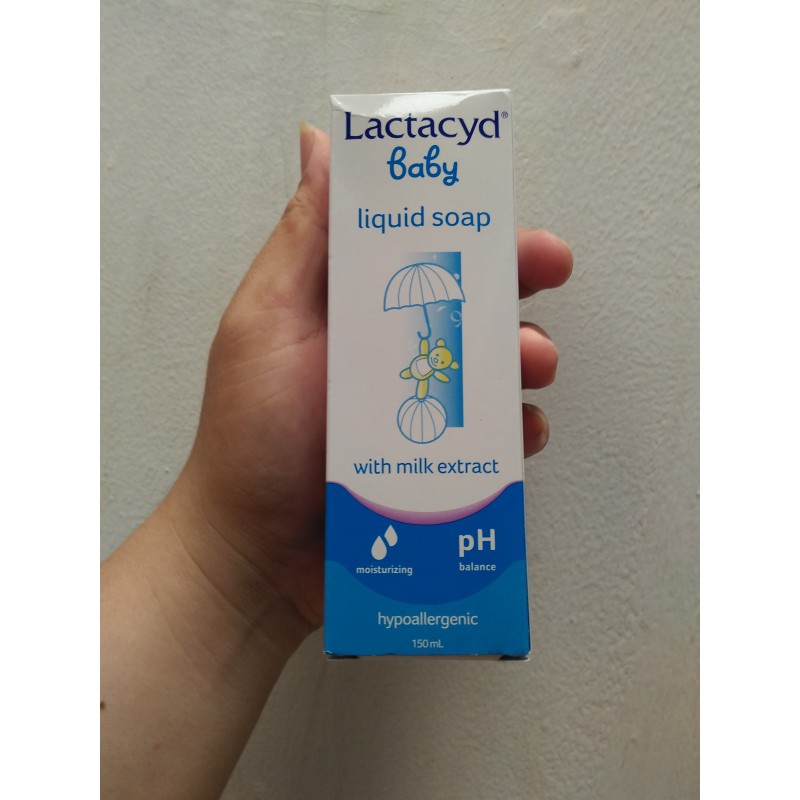 Lactacyd®
baby
liquid soap
with milk extract
moisturizing
pH
balance
hypoallergenic
150 mL